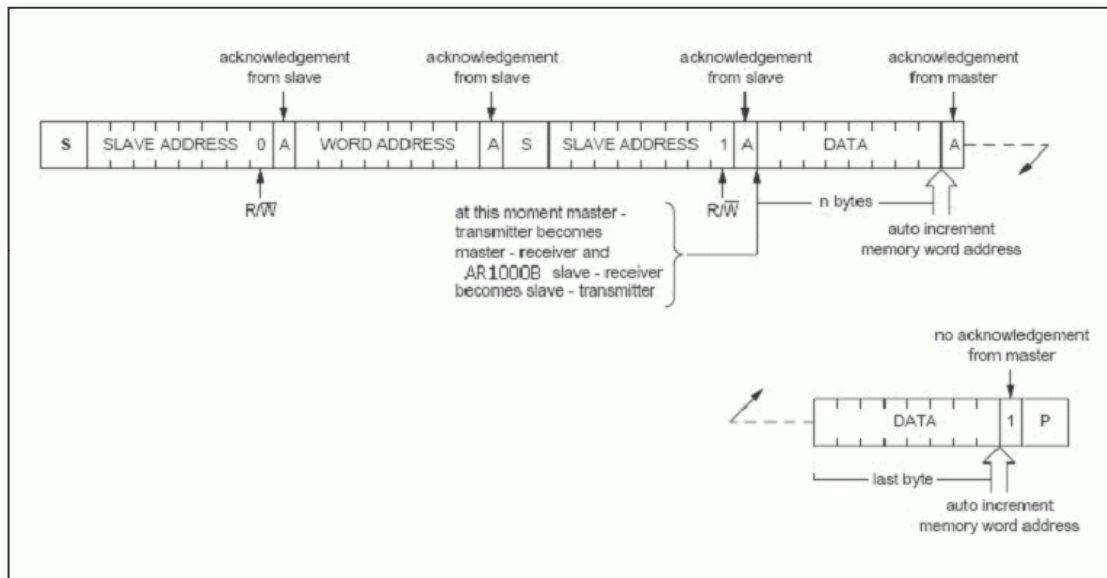 acknowledgement
from slave
acknowledgement
from slave
acknowledgement
from slave
acknowledgement
from master
S SLAVE ADDRESS 0 A WORD ADDRESS A S SLAVE ADDRESS 1 A DATA A
R/W̅
at this moment master -
transmitter becomes
master - receiver and
AR1000B slave - receiver
becomes slave - transmitter
R/W̅
n bytes
auto increment
memory word address
no acknowledgement
from master
DATA 1 P
last byte
auto increment
memory word address